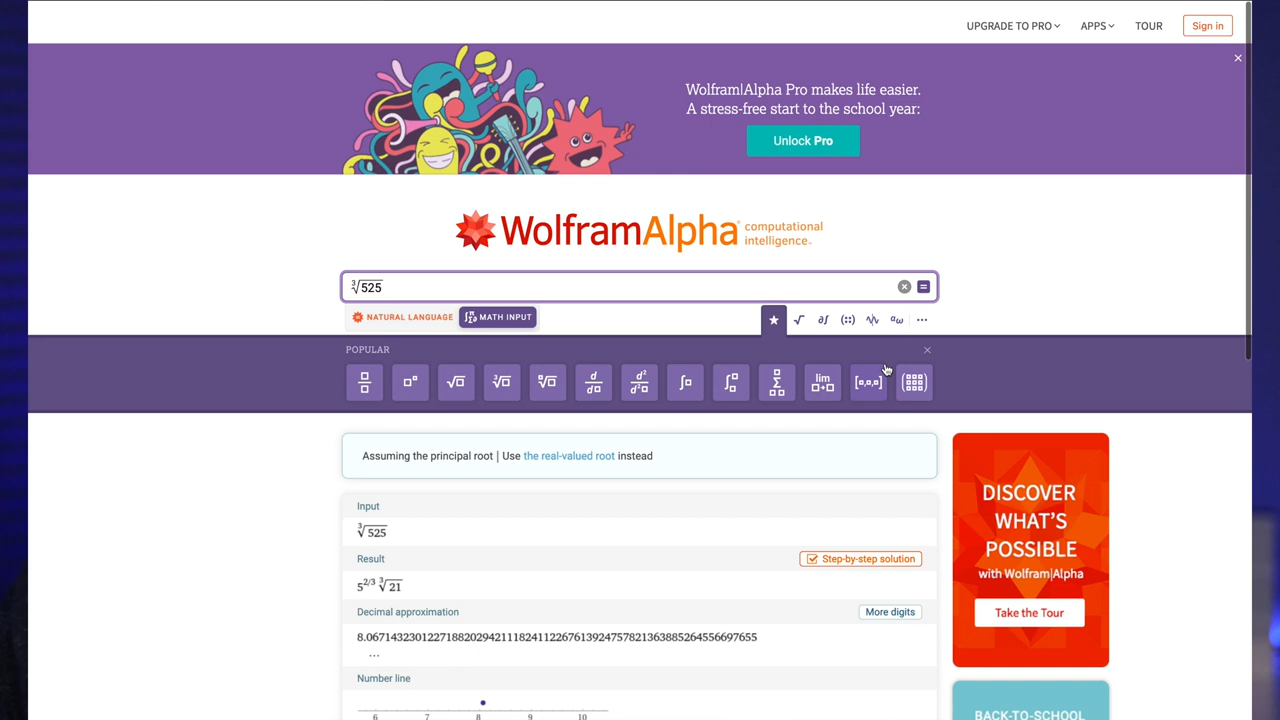 UPGRADE TO PRO
APPS
TOUR
Sign in
Wolfram|Alpha Pro makes life easier.
A stress-free start to the school year:
Unlock Pro
WolframAlpha computational intelligence.
∛525
=
NATURAL LANGUAGE
MATH INPUT
POPULAR
Assuming the principal root | Use the real-valued root instead
Input
∛525
Result
Step-by-step solution
5^2/3 ∛21
Decimal approximation
More digits
8.06714323012271882029421118241122676139247578213638852645566697655
...
Number line
6 7 8 9 10
DISCOVER
WHAT'S
POSSIBLE
with Wolfram|Alpha
Take the Tour
BACK-TO-SCHOOL